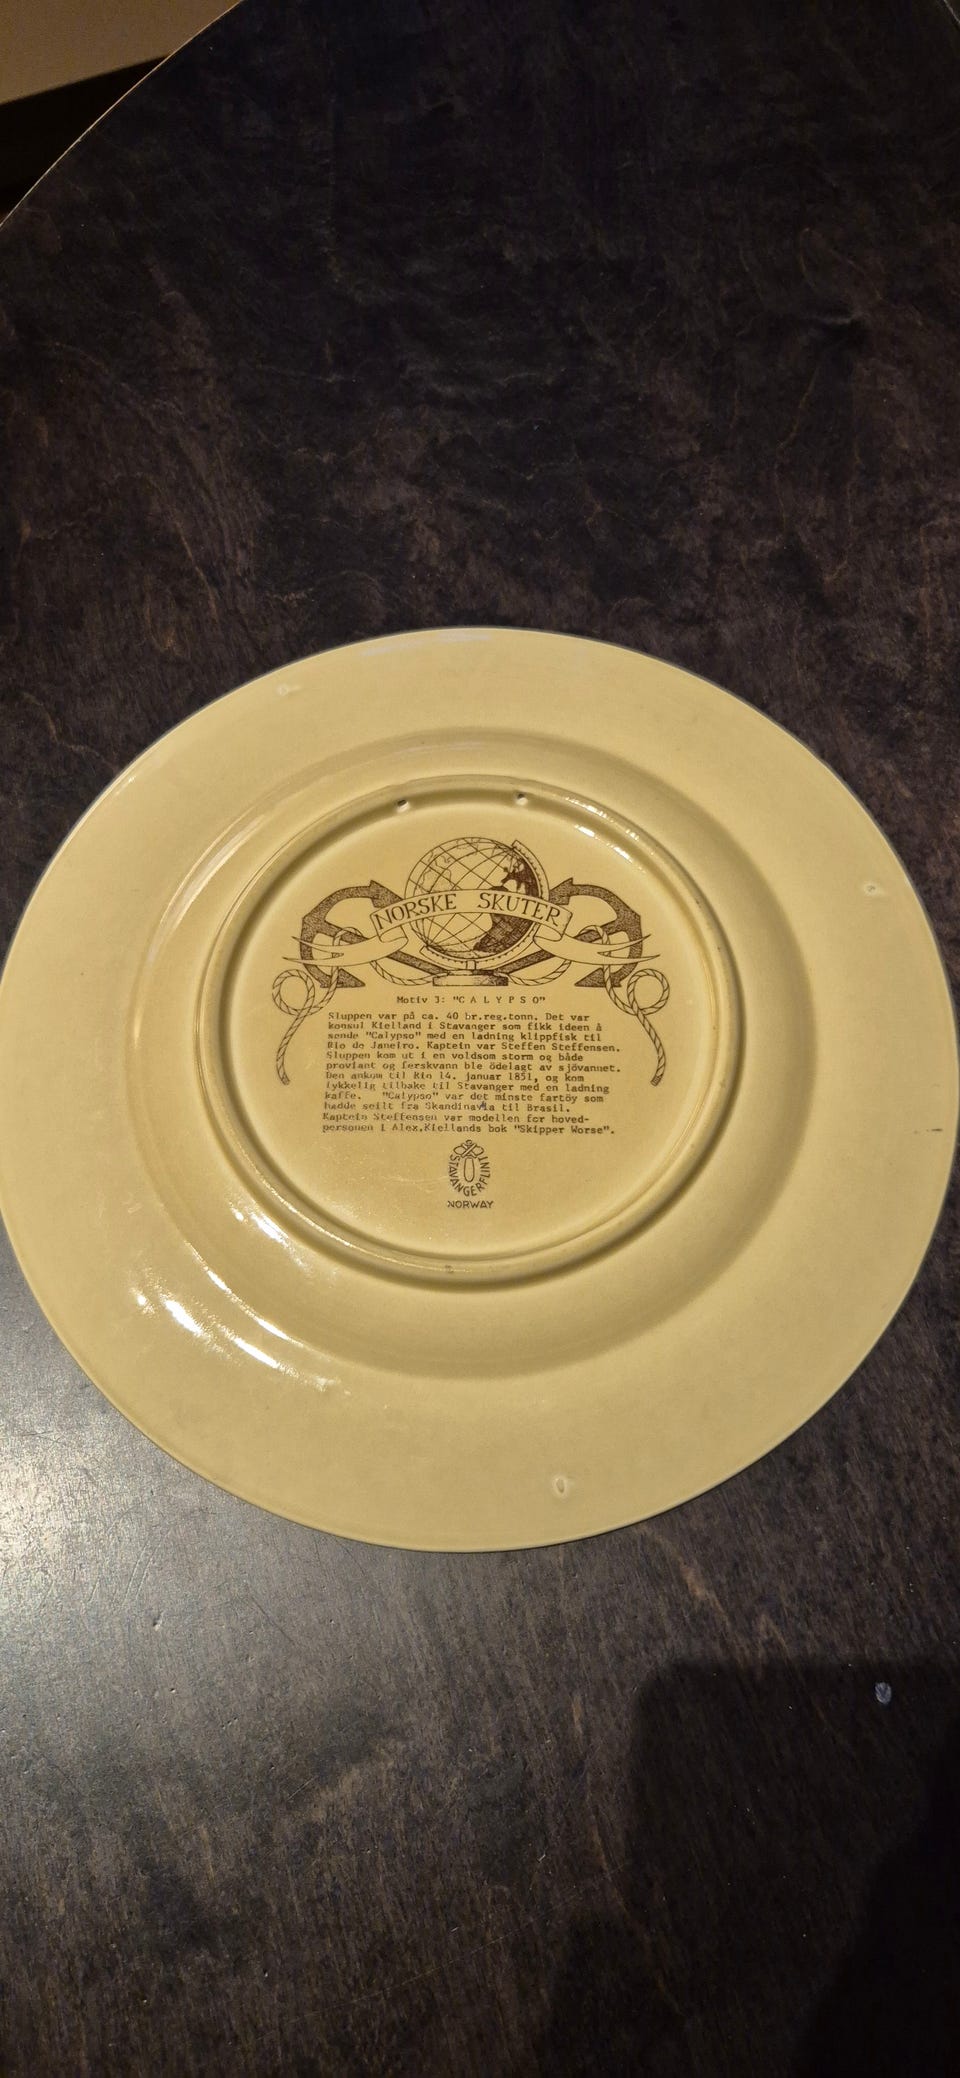 NORSKE SKUTER
Motiv 3: "CALYPSO"
Sluppen var på ca. 40 br.reg.tonn. Det var
konsul Kielland i Stavanger som fikk ideen å
sende "Calypso" med en ladning klippfisk til
Rio de Janeiro. Kaptein var Steffen Steffensen.
Sluppen kom ut i en voldsom storm og både
proviant og ferskvann ble ödelagt av sjövannet.
Den ankom til Rio 14. januar 1851, og kom
lykkelig tilbake til Stavanger med en ladning
kaffe. "Calypso" var det minste fartöy som
hadde seilt fra Skandinavia til Brasil.
Kaptein Steffensen var modellen for hoved-
personen i Alex.Kiellands bok "Skipper Worse".
STAVANGERFLINT
NORWAY